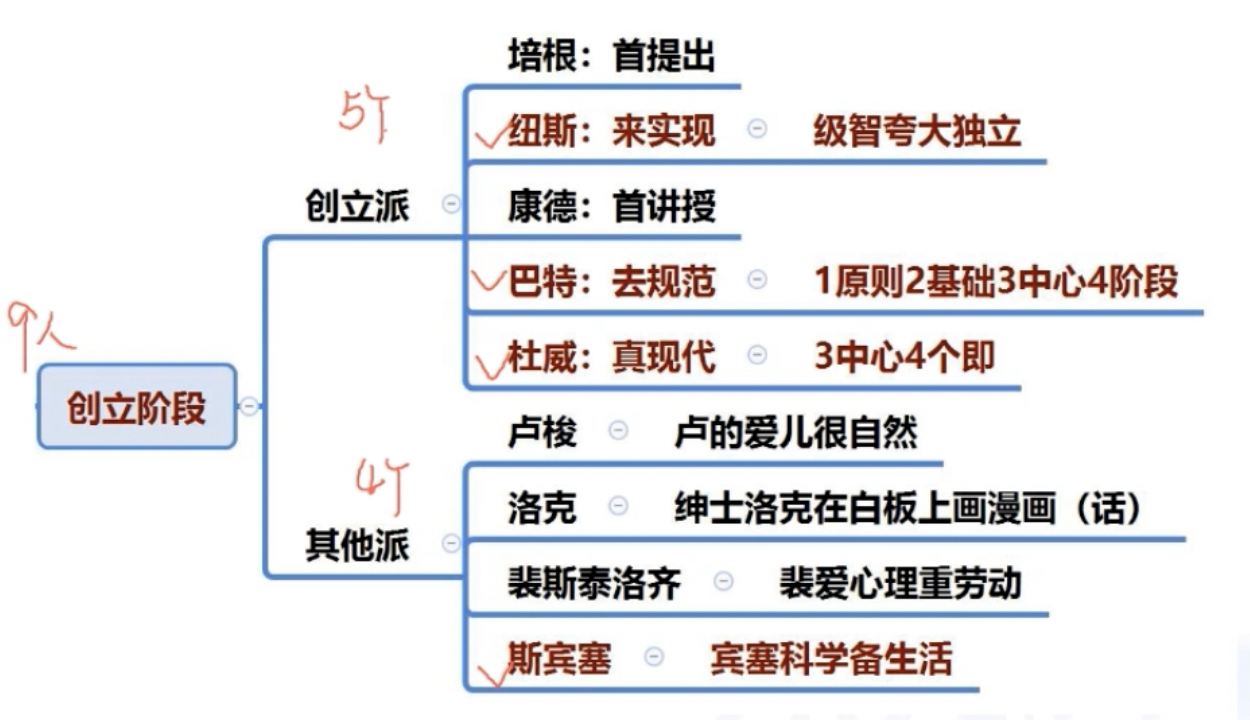 培根：首提出
5个
纽斯：来实现 级智夸大独立
创立派
康德：首讲授
巴特：去规范 1原则2基础3中心4阶段
9人
杜威：真现代 3中心4个即
创立阶段
卢梭 卢的爱儿很自然
4个
洛克 绅士洛克在白板上画漫画（话）
其他派
裴斯泰洛齐 裴爱心理重劳动
斯宾塞 宾塞科学备生活